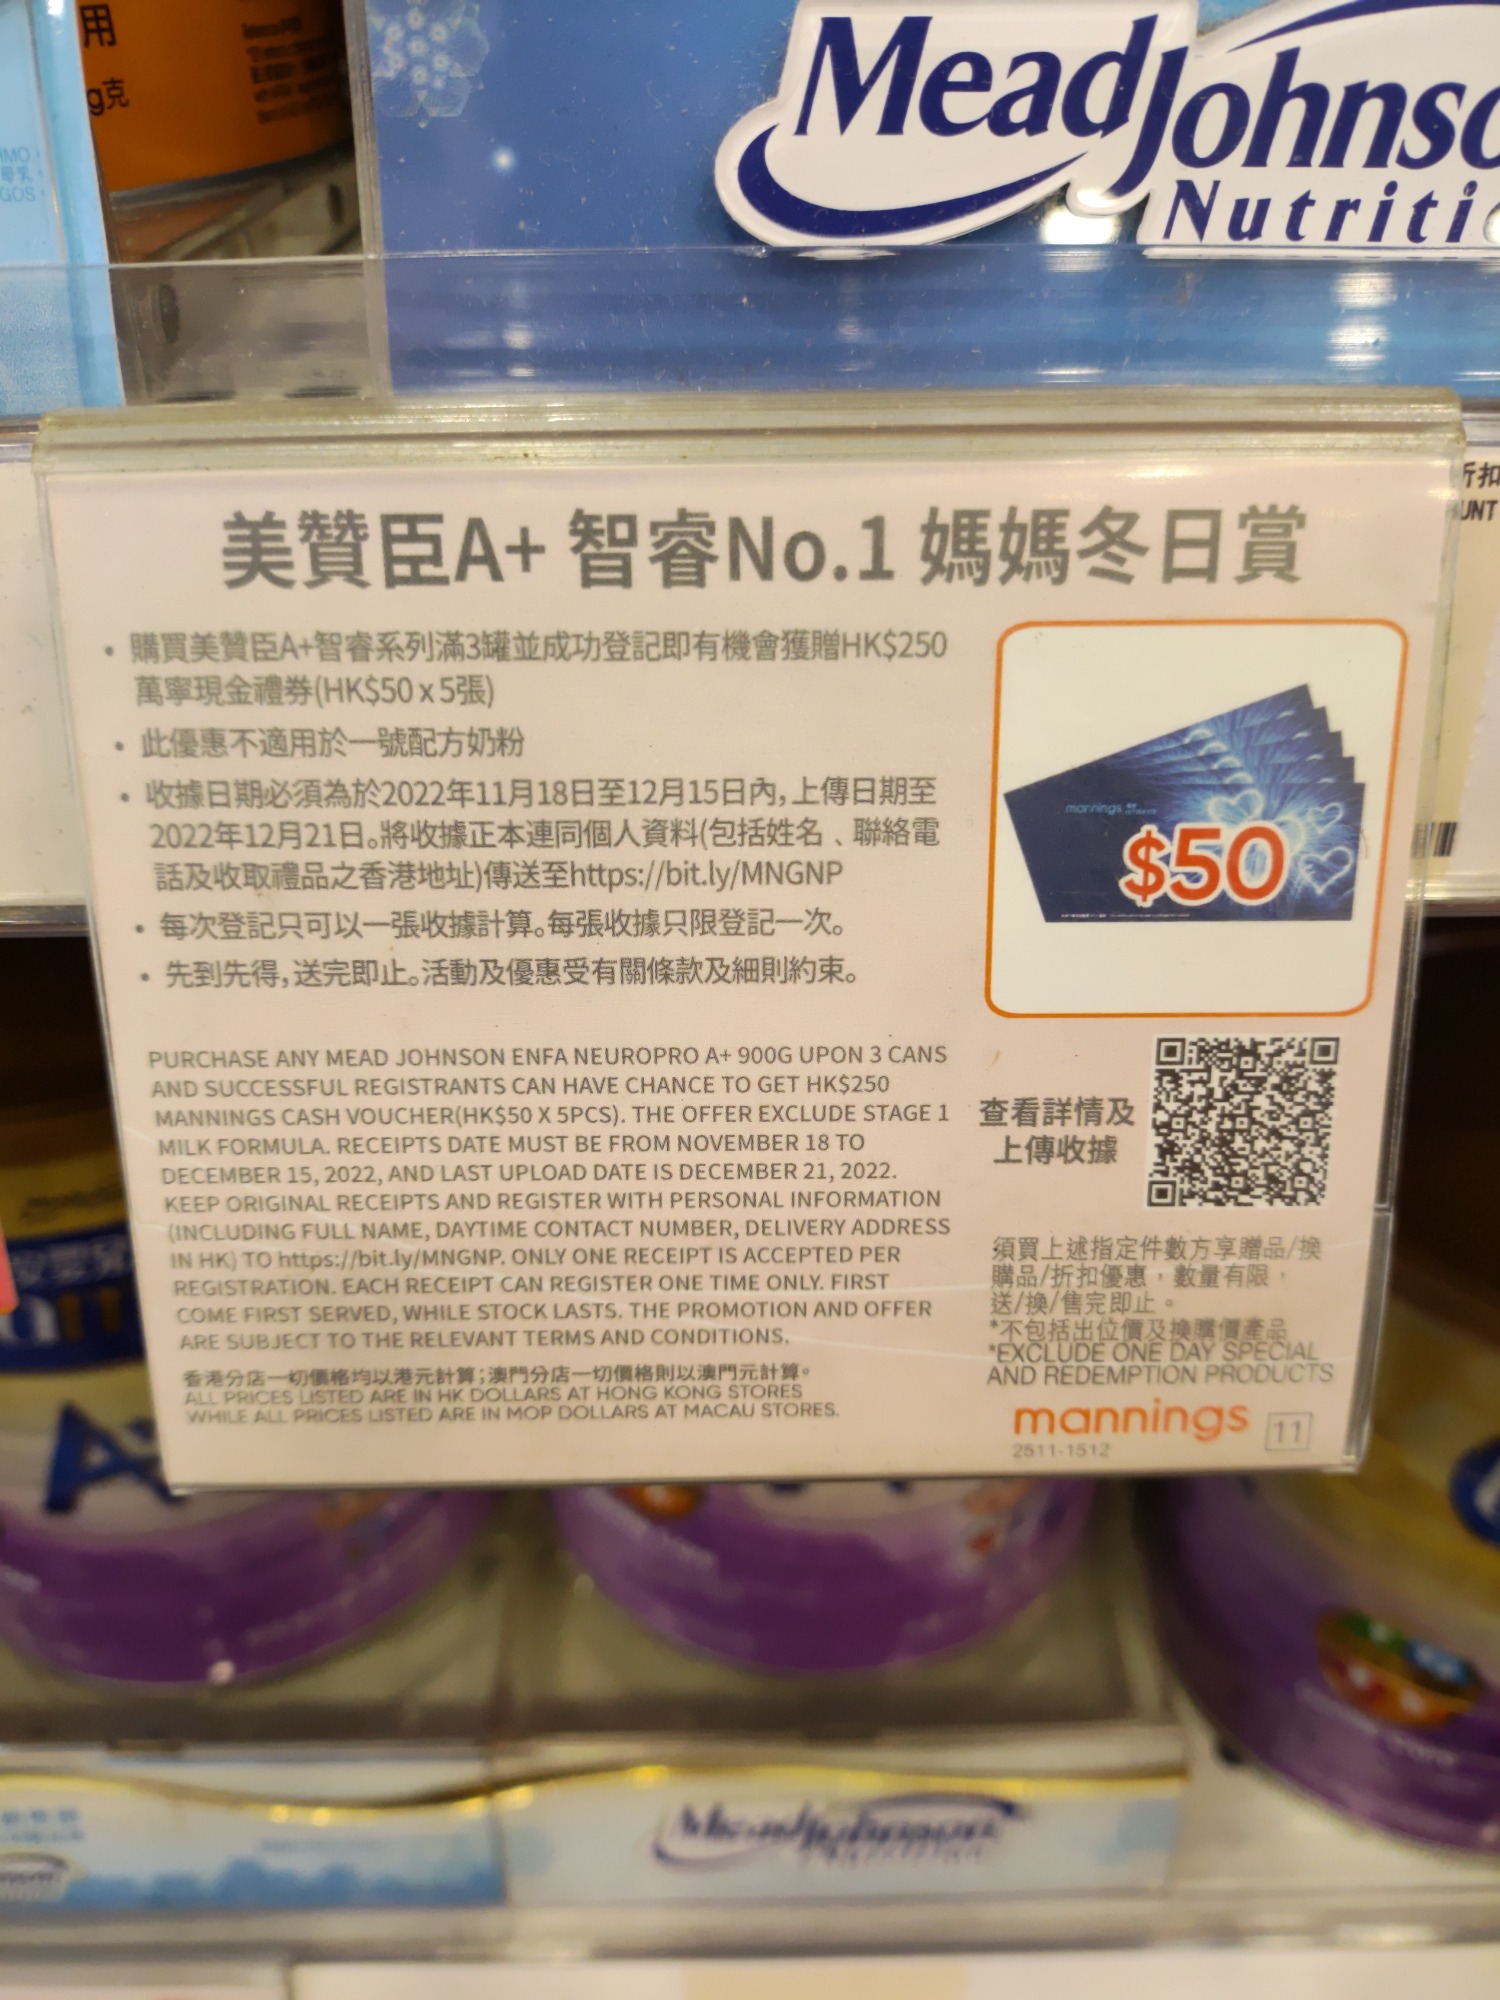 用
g克
MeadJohnso
Nutriti
折扣
UNT
美贊臣A+ 智睿No.1 媽媽冬日賞
• 購買美贊臣A+智睿系列滿3罐並成功登記即有機會獲贈HK$250
萬寧現金禮券(HK$50 x 5張)
• 此優惠不適用於一號配方奶粉
• 收據日期必須為於2022年11月18日至12月15日內,上傳日期至
2022年12月21日。將收據正本連同個人資料(包括姓名、聯絡電
話及收取禮品之香港地址)傳送至https://bit.ly/MNGNP
• 每次登記只可以一張收據計算。每張收據只限登記一次。
• 先到先得,送完即止。活動及優惠受有關條款及細則約束。
mannings
$50
PURCHASE ANY MEAD JOHNSON ENFA NEUROPRO A+ 900G UPON 3 CANS
AND SUCCESSFUL REGISTRANTS CAN HAVE CHANCE TO GET HK$250
MANNINGS CASH VOUCHER(HK$50 X 5PCS). THE OFFER EXCLUDE STAGE 1
MILK FORMULA. RECEIPTS DATE MUST BE FROM NOVEMBER 18 TO
DECEMBER 15, 2022, AND LAST UPLOAD DATE IS DECEMBER 21, 2022.
KEEP ORIGINAL RECEIPTS AND REGISTER WITH PERSONAL INFORMATION
(INCLUDING FULL NAME, DAYTIME CONTACT NUMBER, DELIVERY ADDRESS
IN HK) TO https://bit.ly/MNGNP. ONLY ONE RECEIPT IS ACCEPTED PER
REGISTRATION. EACH RECEIPT CAN REGISTER ONE TIME ONLY. FIRST
COME FIRST SERVED, WHILE STOCK LASTS. THE PROMOTION AND OFFER
ARE SUBJECT TO THE RELEVANT TERMS AND CONDITIONS.
香港分店一切價格均以港元計算;澳門分店一切價格則以澳門元計算。
ALL PRICES LISTED ARE IN HK DOLLARS AT HONG KONG STORES
WHILE ALL PRICES LISTED ARE IN MOP DOLLARS AT MACAU STORES.
查看詳情及
上傳收據
須買上述指定件數方享贈品/換
購品/折扣優惠,數量有限,
送/換/售完即止。
*不包括出位價及換購價產品
*EXCLUDE ONE DAY SPECIAL
AND REDEMPTION PRODUCTS
mannings 11
2511-1512
A+
MeadJohnson